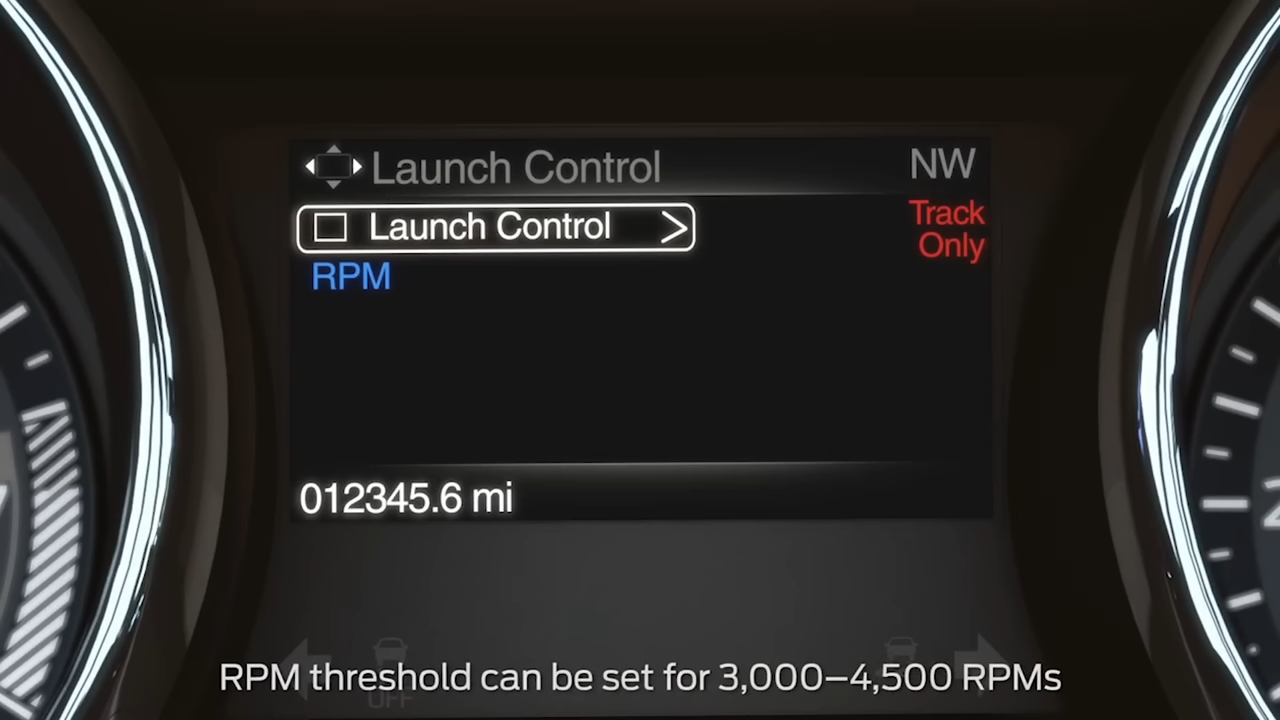 Launch Control NW
Launch Control
Track
Only
RPM
012345.6 mi
OFF
RPM threshold can be set for 3,000–4,500 RPMs